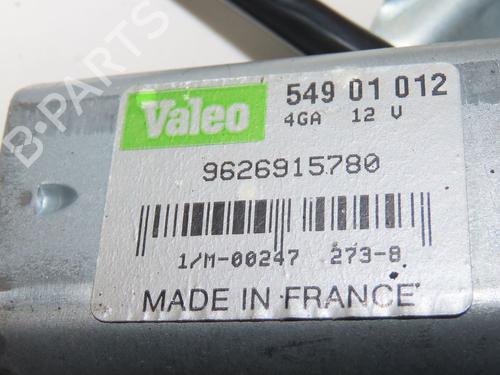 B-PARTS
Valeo 549 01 012
4GA 12 V
9626915780
1/M-00247 273-8
MADE IN FRANCE